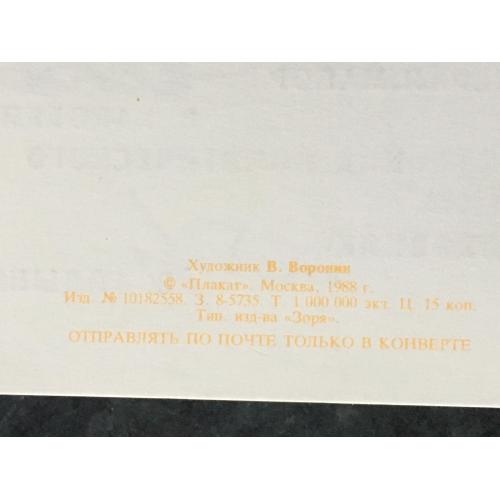 Художник В. Воронин
© «Плакат». Москва, 1988 г.
Изд. № 10182558. З. 8-5735. Т. 1 000 000 экт. Ц. 15 коп.
Тип. изд-ва «Зоря».
ОТПРАВЛЯТЬ ПО ПОЧТЕ ТОЛЬКО В КОНВЕРТЕ